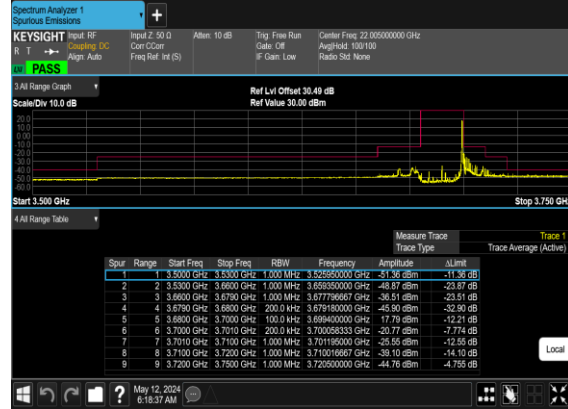 Spectrum Analyzer 1
Spurious Emissions
+
KEYSIGHT Input: RF Input Z: 50 Ω Atten: 10 dB Trig: Free Run Center Freq: 22.005000000 GHz
R T Coupling: DC Corr CCorr Gate: Off Avg|Hold: 100/100
Align: Auto Freq Ref: Int (S) IF Gain: Low Radio Std: None
PASS
3 All Range Graph
Ref Lvl Offset 30.49 dB
Scale/Div 10.0 dB Ref Value 30.00 dBm
20.0
10.0
0.00
-10.0
-20.0
-30.0
-40.0
-50.0
-60.0
Start 3.500 GHz Stop 3.750 GHz
4 All Range Table
Measure Trace Trace 1
Trace Type Trace Average (Active)
Spur Range Start Freq Stop Freq RBW Frequency Amplitude ΔLimit
1 1 3.5000 GHz 3.5300 GHz 1.000 MHz 3.525950000 GHz -51.36 dBm -11.36 dB
2 2 3.5300 GHz 3.6600 GHz 1.000 MHz 3.659350000 GHz -48.87 dBm -23.87 dB
3 3 3.6600 GHz 3.6790 GHz 1.000 MHz 3.677796667 GHz -36.51 dBm -23.51 dB
4 4 3.6790 GHz 3.6800 GHz 200.0 kHz 3.679180000 GHz -45.90 dBm -32.90 dB
5 5 3.6800 GHz 3.7000 GHz 100.0 kHz 3.699400000 GHz 17.79 dBm -12.21 dB
6 6 3.7000 GHz 3.7010 GHz 200.0 kHz 3.700058333 GHz -20.77 dBm -7.774 dB
7 7 3.7010 GHz 3.7100 GHz 1.000 MHz 3.701195000 GHz -25.55 dBm -12.55 dB
8 8 3.7100 GHz 3.7200 GHz 1.000 MHz 3.710016667 GHz -39.10 dBm -14.10 dB
9 9 3.7200 GHz 3.7500 GHz 1.000 MHz 3.720500000 GHz -44.76 dBm -4.755 dB
Local
? May 12, 2024
6:18:37 AM